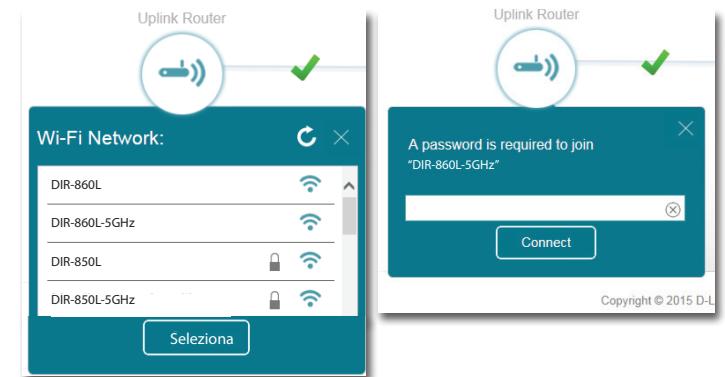 Uplink Router
Wi-Fi Network:
DIR-860L
DIR-860L-5GHz
DIR-850L
DIR-850L-5GHz
Seleziona
Uplink Router
A password is required to join
“DIR-860L-5GHz”
Connect
Copyright © 2015 D-L